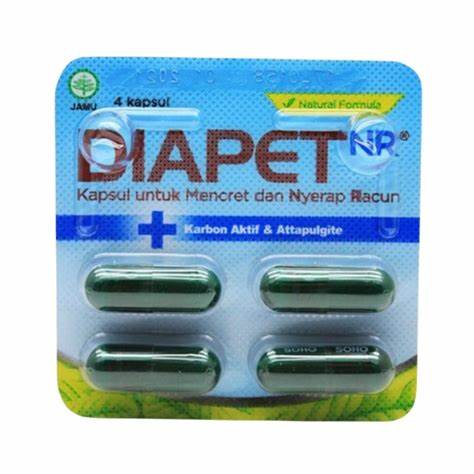 JAMU
4 kapsul
Natural Formula
DIAPET NR®
Kapsul untuk Mencret dan Nyerap Racun
Karbon Aktif & Attapulgite
SOHO SOHO